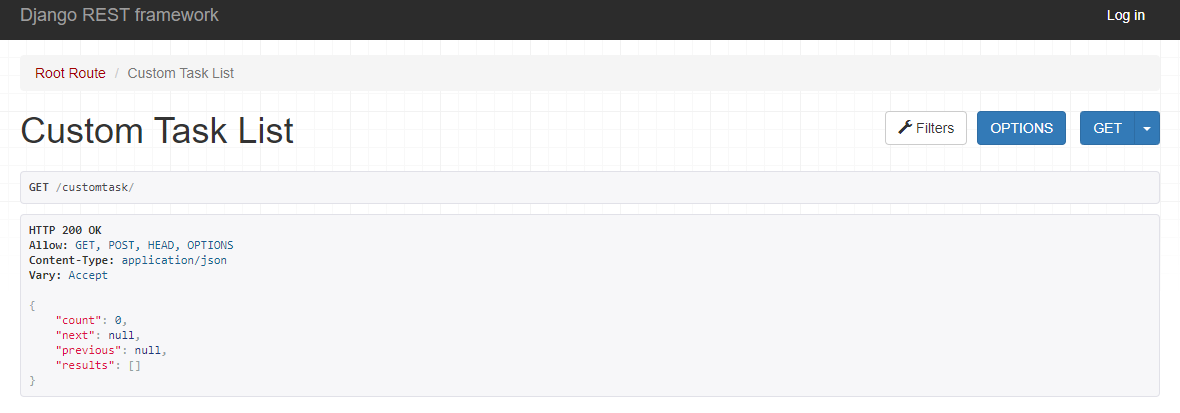 Django REST framework
Log in
Root Route / Custom Task List
Custom Task List
Filters
OPTIONS
GET
GET /customtask/
HTTP 200 OK
Allow: GET, POST, HEAD, OPTIONS
Content-Type: application/json
Vary: Accept
{
    "count": 0,
    "next": null,
    "previous": null,
    "results": []
}